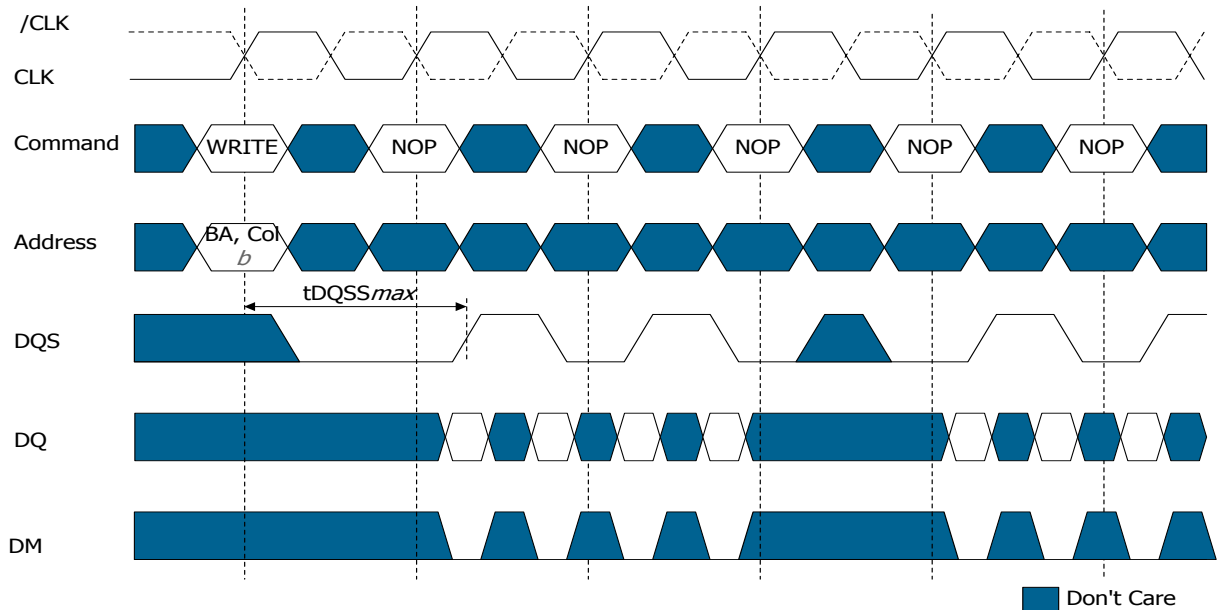 /CLK
CLK
Command WRITE NOP NOP NOP NOP NOP
Address BA, Col
b
tDQSSmax
DQS
DQ
DM
Don't Care